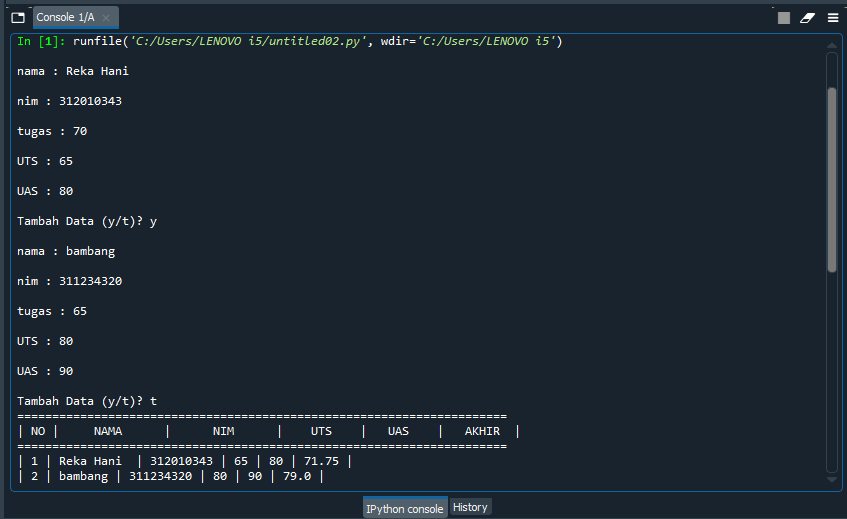 Console 1/A
In [1]: runfile('C:/Users/LENOVO i5/untitled02.py', wdir='C:/Users/LENOVO i5')
nama : Reka Hani
nim : 312010343
tugas : 70
UTS : 65
UAS : 80
Tambah Data (y/t)? y
nama : bambang
nim : 311234320
tugas : 65
UTS : 80
UAS : 90
Tambah Data (y/t)? t
======================================================================
| NO |     NAMA      |      NIM      |    UTS    |   UAS    |   AKHIR  |
======================================================================
| 1 | Reka Hani  | 312010343 | 65 | 80 | 71.75 |
| 2 | bambang | 311234320 | 80 | 90 | 79.0 |
IPython console History